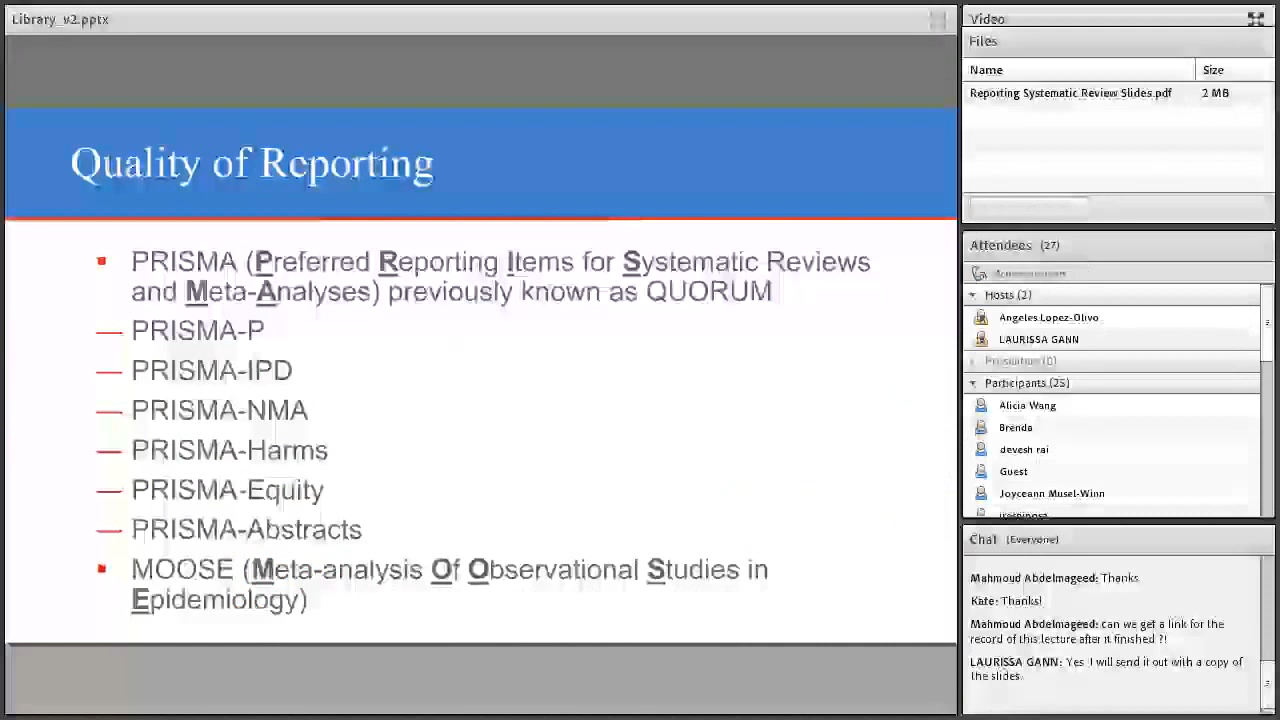 Library_v2.pptx
Quality of Reporting
▪ PRISMA (Preferred Reporting Items for Systematic Reviews
and Meta-Analyses) previously known as QUORUM
— PRISMA-P
— PRISMA-IPD
— PRISMA-NMA
— PRISMA-Harms
— PRISMA-Equity
— PRISMA-Abstracts
▪ MOOSE (Meta-analysis Of Observational Studies in
Epidemiology)
Video
Files
Name Size
Reporting Systematic Review Slides.pdf 2 MB
Attendees (27)
Hosts (2)
Angeles Lopez-Olivo
LAURISSA GANN
(0)
Participants (25)
Alicia Wang
Brenda
devesh rai
Guest
Joyceann Musel-Winn
Chat (Everyone)
Mahmoud Abdelmageed: Thanks
Kate: Thanks!
Mahmoud Abdelmageed: can we get a link for the
record of this lecture after it finished ?!
LAURISSA GANN: Yes I will send it out with a copy of
the slides.